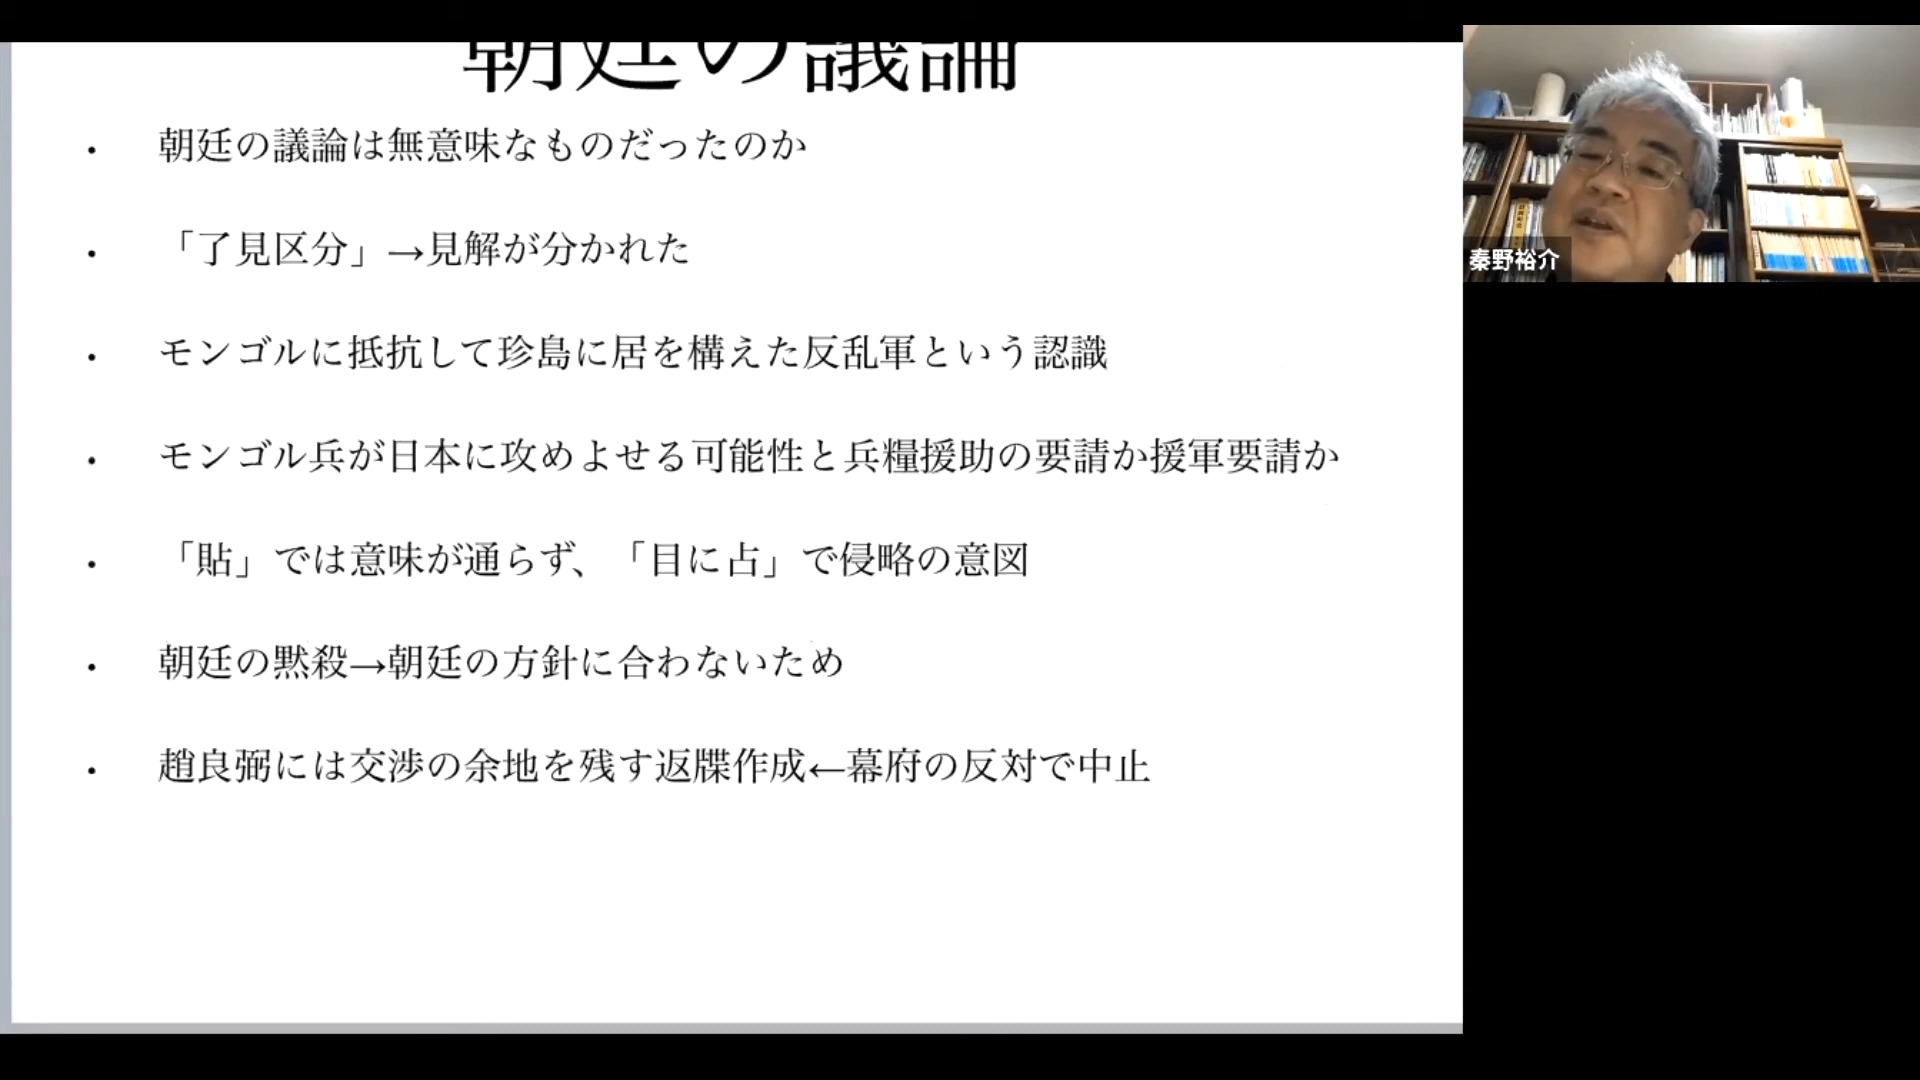 朝廷の議論
・ 朝廷の議論は無意味なものだったのか
・ 「了見区分」→見解が分かれた
・ モンゴルに抵抗して珍島に居を構えた反乱軍という認識
・ モンゴル兵が日本に攻めよせる可能性と兵糧援助の要請か援軍要請か
・ 「貼」では意味が通らず、「目に占」で侵略の意図
・ 朝廷の黙殺→朝廷の方針に合わないため
・ 趙良弼には交渉の余地を残す返牒作成←幕府の反対で中止
秦野裕介